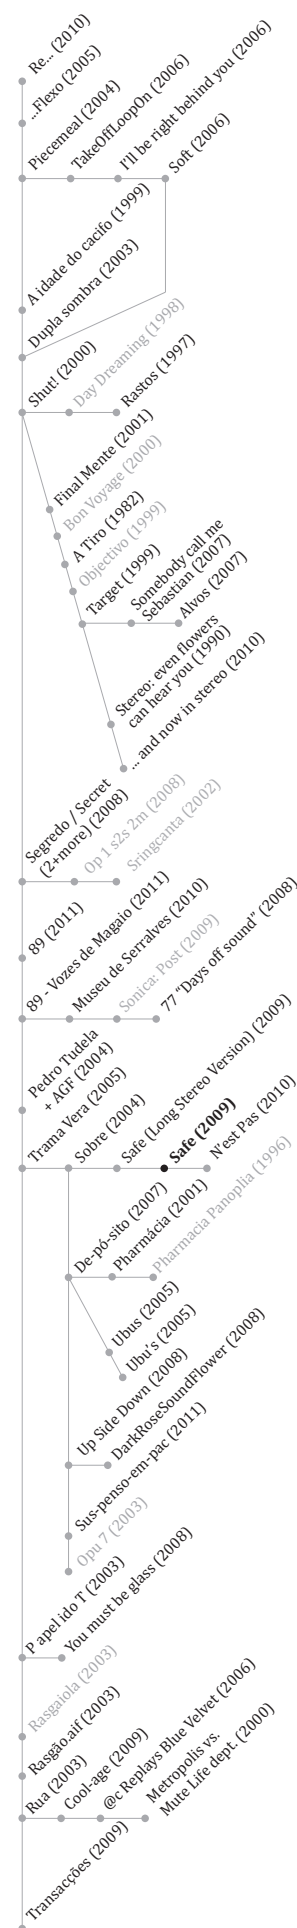 Re... (2010)
...Flexo (2005)
Piecemeal (2004)
TakeOffLoopOn (2006)
I'll be right behind you (2006)
Soft (2006)
A idade do cacifo (1999)
Dupla sombra (2003)
Shut! (2000)
Day Dreaming (1998)
Rastos (1997)
Final Mente (2001)
Bon Voyage (2000)
A Tiro (1982)
Objectivo (1999)
Target (1999)
Somebody call me
Sebastian (2007)
Alvos (2007)
Stereo: even flowers
can hear you (1990)
... and now in stereo (2010)
Segredo / Secret
(2+more) (2008)
Op 1 s2s 2m (2008)
Sringcanta (2002)
89 (2011)
89 - Vozes de Magaio (2011)
Museu de Serralves (2010)
Sonica: Post (2009)
77 “Days off sound” (2008)
Pedro Tudela
+ AGF (2004)
Trama Vera (2005)
Sobre (2004)
Safe (Long Stereo Version) (2009)
Safe (2009)
N'est Pas (2010)
De-pó-sito (2007)
Pharmácia (2001)
Pharmacia Panoplia (1996)
Ubus (2005)
Ubu's (2005)
Up Side Down (2008)
DarkRoseSoundFlower (2008)
Sus-penso-em-pac (2011)
Opu 7 (2003)
P apel ido T (2003)
You must be glass (2008)
Rasgaiola (2003)
Rasgão.aif (2003)
Rua (2003)
Cool-age (2009)
@c Replays Blue Velvet (2006)
Metropolis vs.
Mute Life dept. (2000)
Transacções (2009)